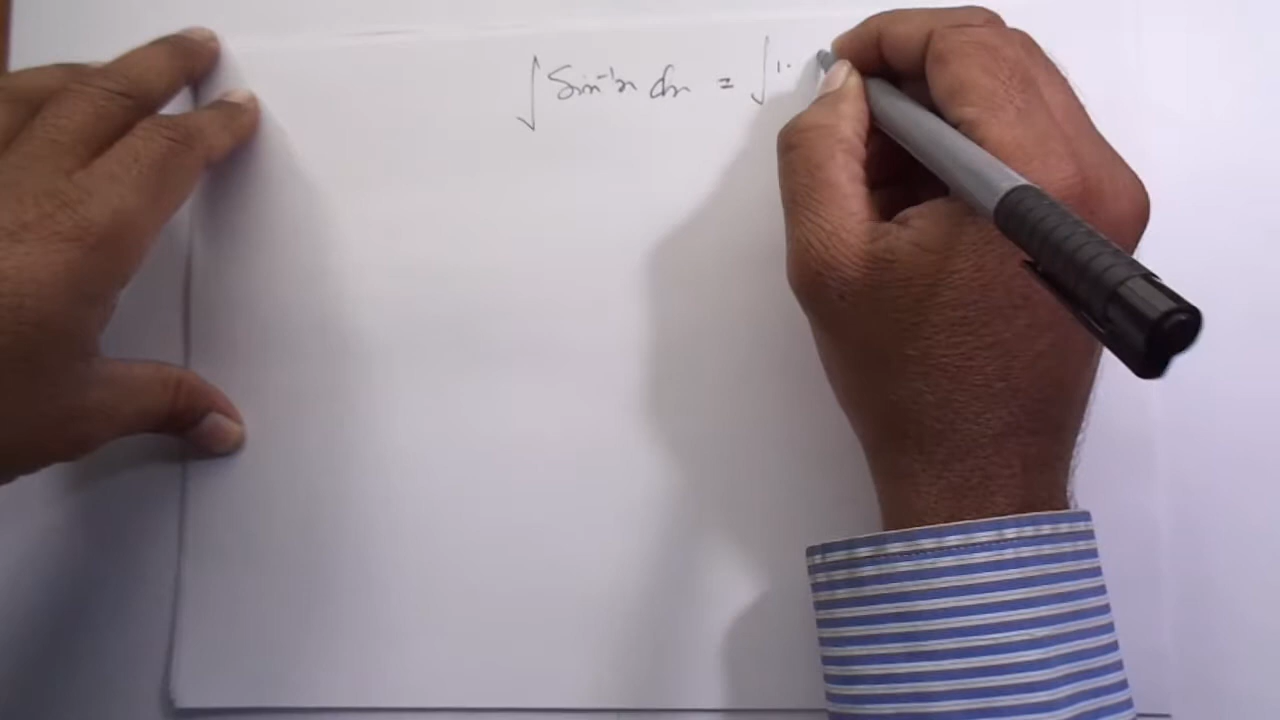 ∫ Sin⁻¹x dx = ∫ 1.